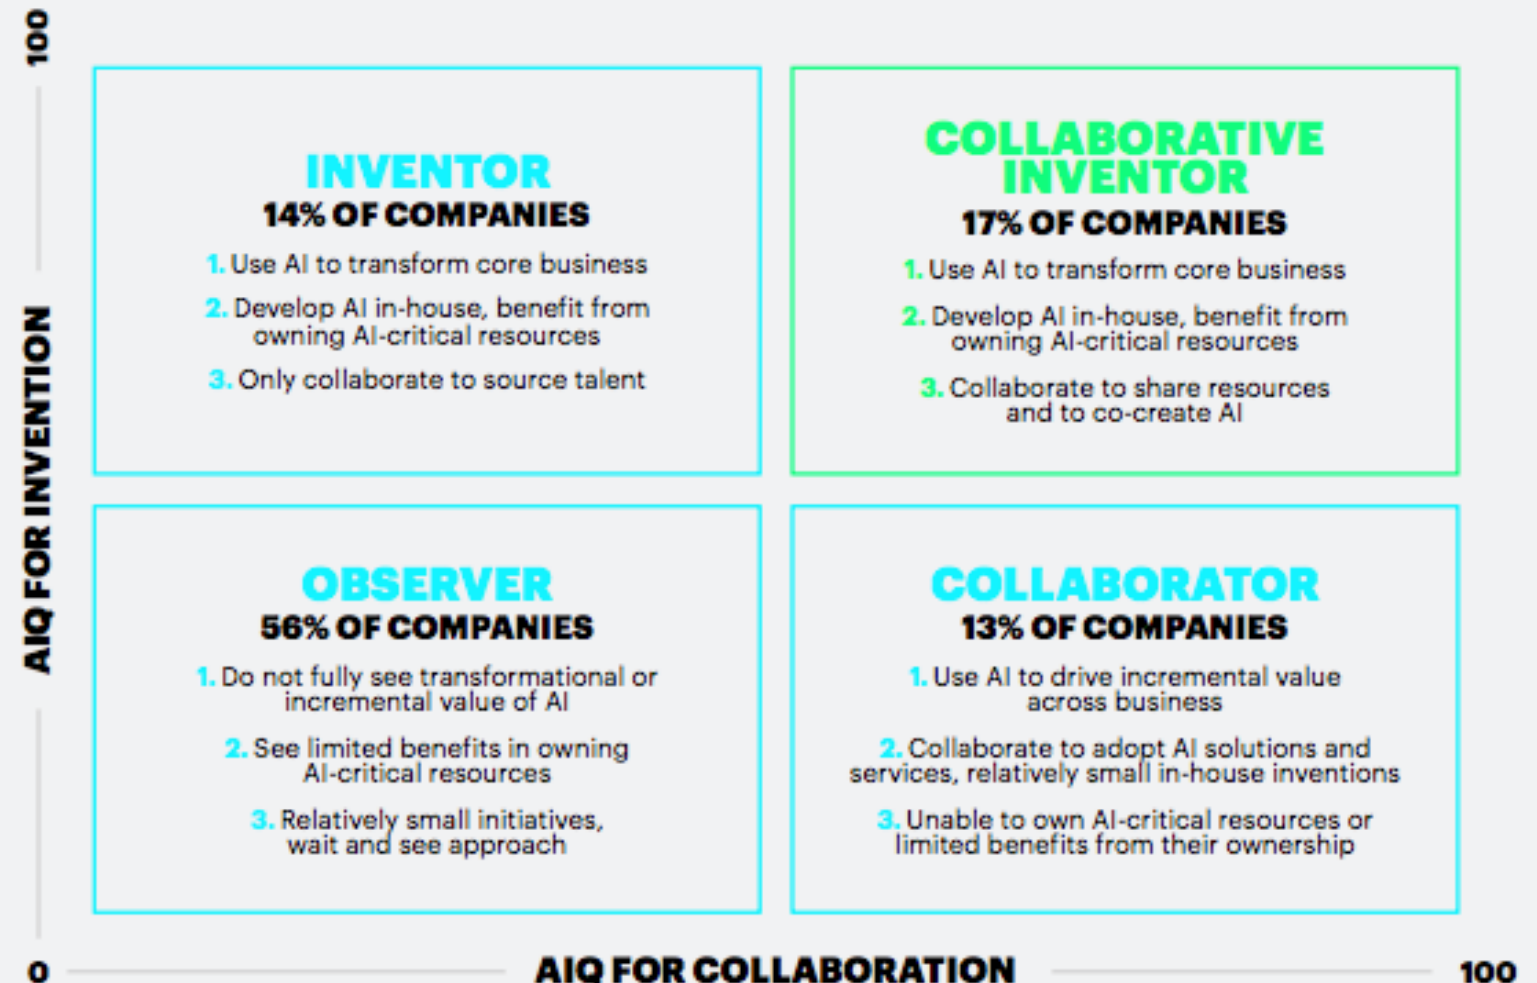 100
AIQ FOR INVENTION
INVENTOR
14% OF COMPANIES
1. Use AI to transform core business
2. Develop AI in-house, benefit from
owning AI-critical resources
3. Only collaborate to source talent
COLLABORATIVE
INVENTOR
17% OF COMPANIES
1. Use AI to transform core business
2. Develop AI in-house, benefit from
owning AI-critical resources
3. Collaborate to share resources
and to co-create AI
OBSERVER
56% OF COMPANIES
1. Do not fully see transformational or
incremental value of AI
2. See limited benefits in owning
AI-critical resources
3. Relatively small initiatives,
wait and see approach
COLLABORATOR
13% OF COMPANIES
1. Use AI to drive incremental value
across business
2. Collaborate to adopt AI solutions and
services, relatively small in-house inventions
3. Unable to own AI-critical resources or
limited benefits from their ownership
0
AIQ FOR COLLABORATION
100